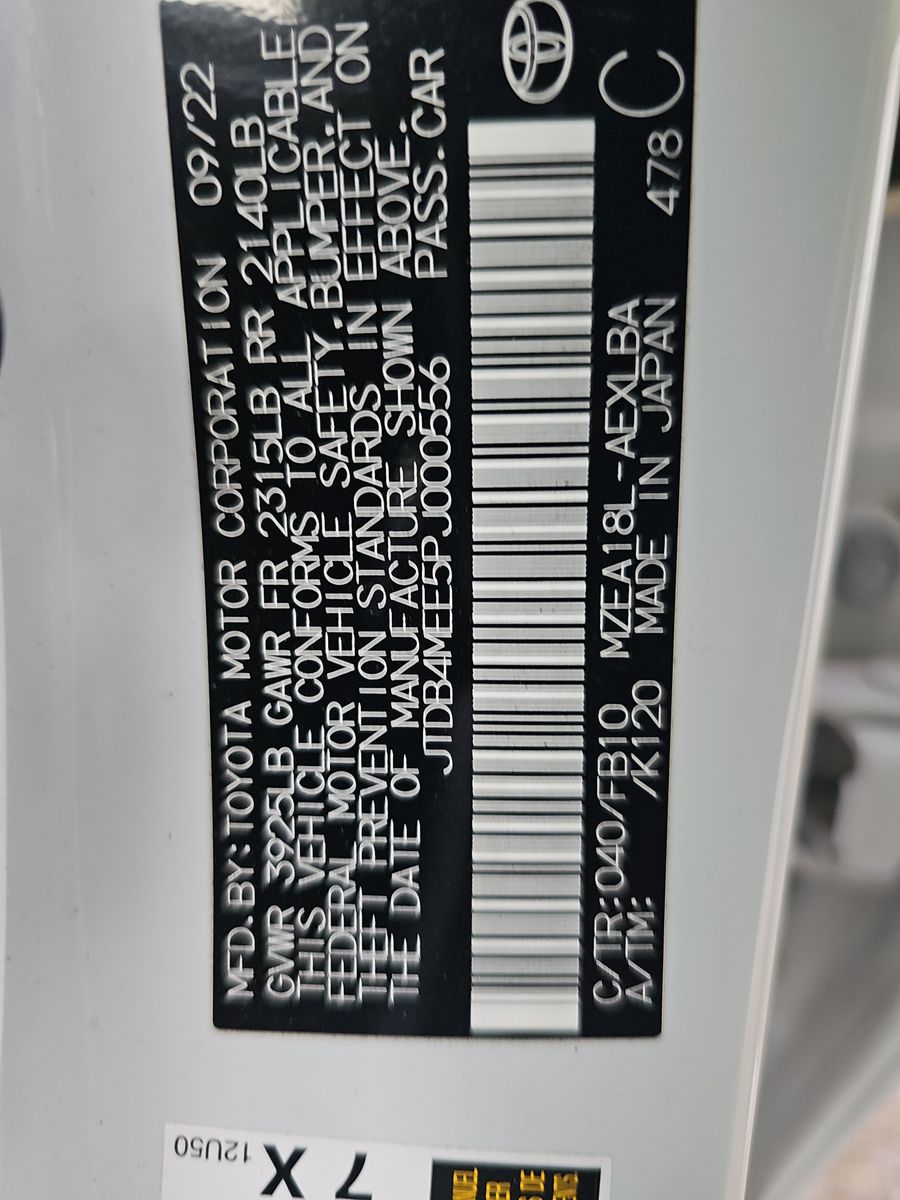 MFD.BY:TOYOTA MOTOR CORPORATION 09/22
GVWR 3925LB GAWR FR 2315LB RR 2140LB
THIS VEHICLE CONFORMS TO ALL APPLICABLE
FEDERAL MOTOR VEHICLE SAFETY.BUMPER.AND
THEFT PREVENTION STANDARDS IN EFFECT ON
THE DATE OF MANUFACTURE SHOWN ABOVE.
JTDB4MEE5PJ000556 PASS.CAR
C/TR:040/FB10 MZEA18L-AEXLBA 478 C
A/TM: /K120 MADE IN JAPAN
12U50
7 X